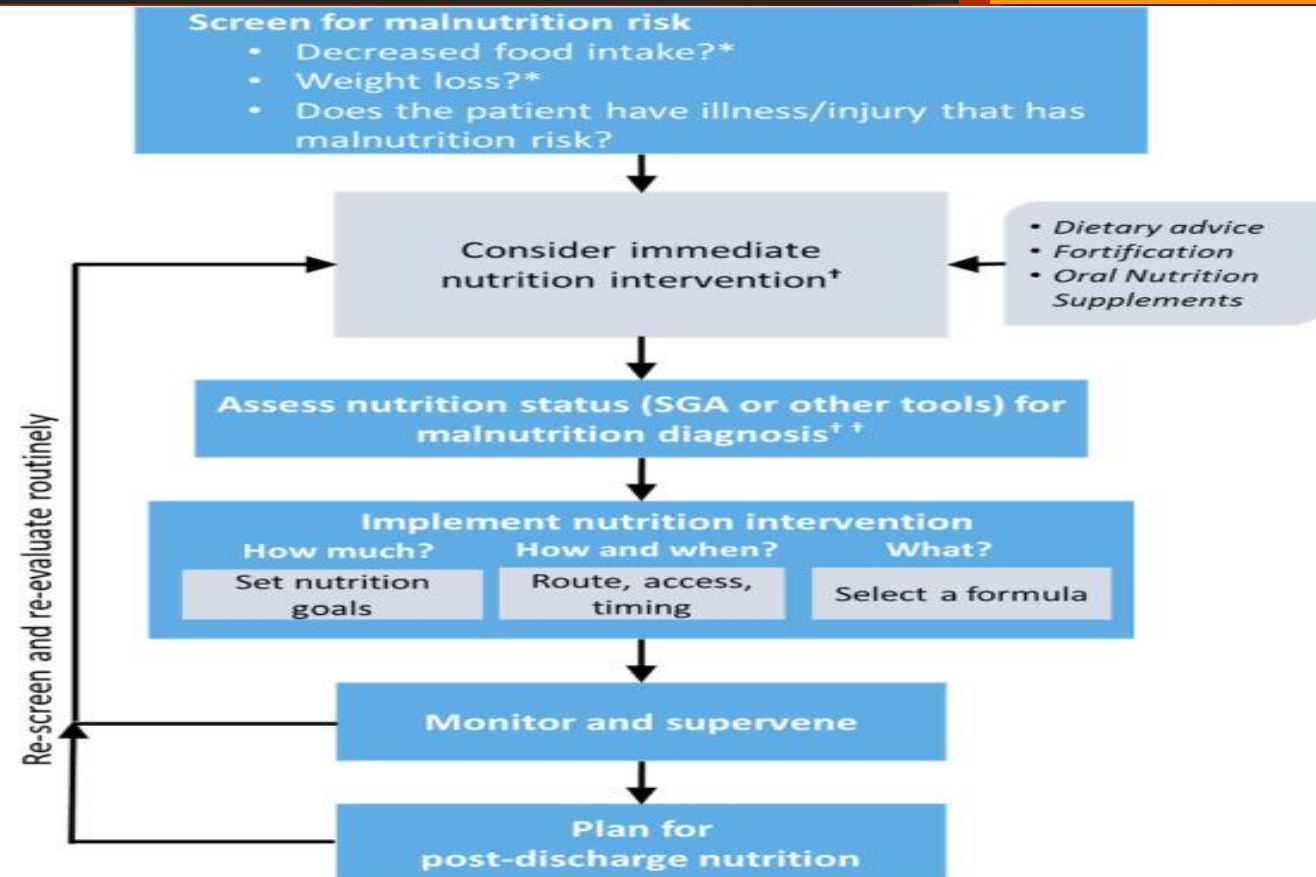 Screen for malnutrition risk
• Decreased food intake?*
• Weight loss?*
• Does the patient have illness/injury that has
malnutrition risk?
Consider immediate
nutrition intervention†
• Dietary advice
• Fortification
• Oral Nutrition
Supplements
Assess nutrition status (SGA or other tools) for
malnutrition diagnosis††
Implement nutrition intervention
How much?
Set nutrition
goals
How and when?
Route, access,
timing
What?
Select a formula
Monitor and supervene
Plan for
post-discharge nutrition
Re-screen and re-evaluate routinely